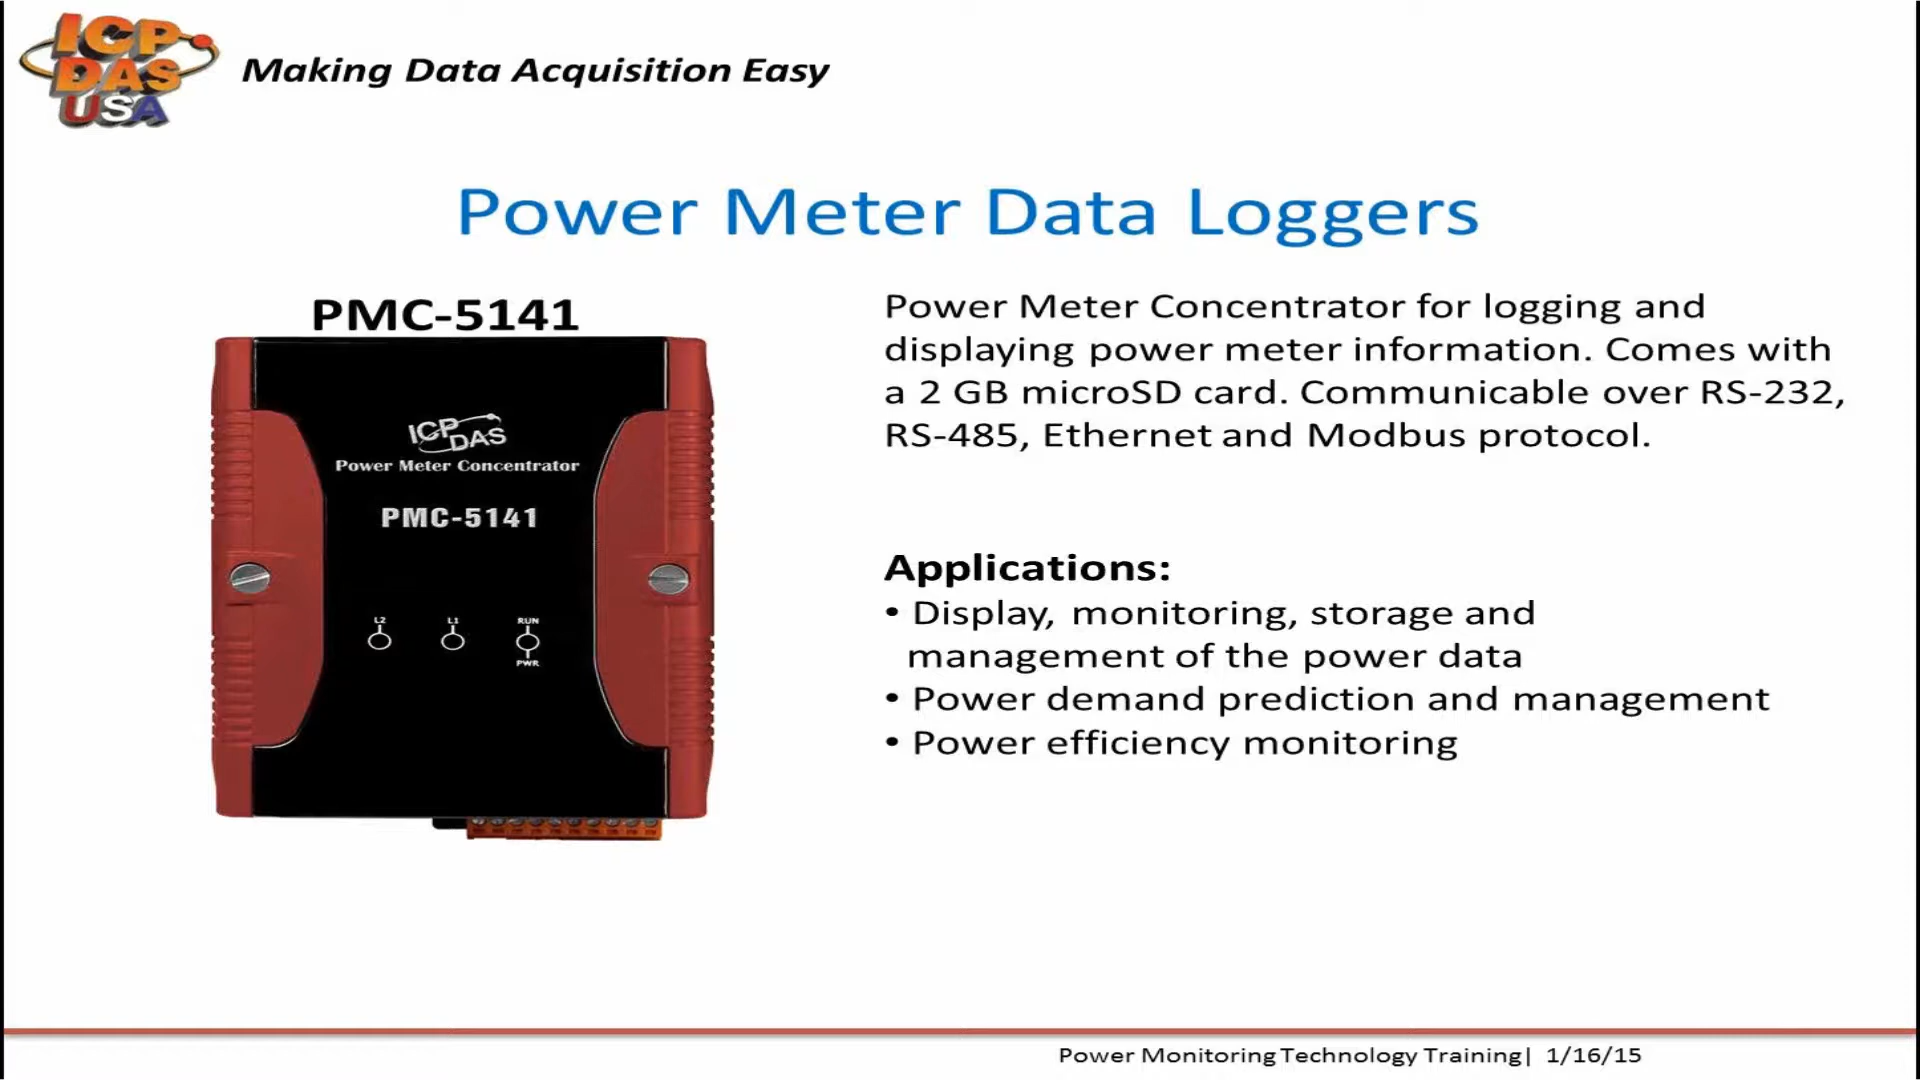 ICP
DAS
USA
Making Data Acquisition Easy
Power Meter Data Loggers
PMC-5141
ICP
DAS
Power Meter Concentrator
PMC-5141
L2
L1
RUN
PWR
Power Meter Concentrator for logging and
displaying power meter information. Comes with
a 2 GB microSD card. Communicable over RS-232,
RS-485, Ethernet and Modbus protocol.
Applications:
• Display, monitoring, storage and
management of the power data
• Power demand prediction and management
• Power efficiency monitoring
Power Monitoring Technology Training| 1/16/15